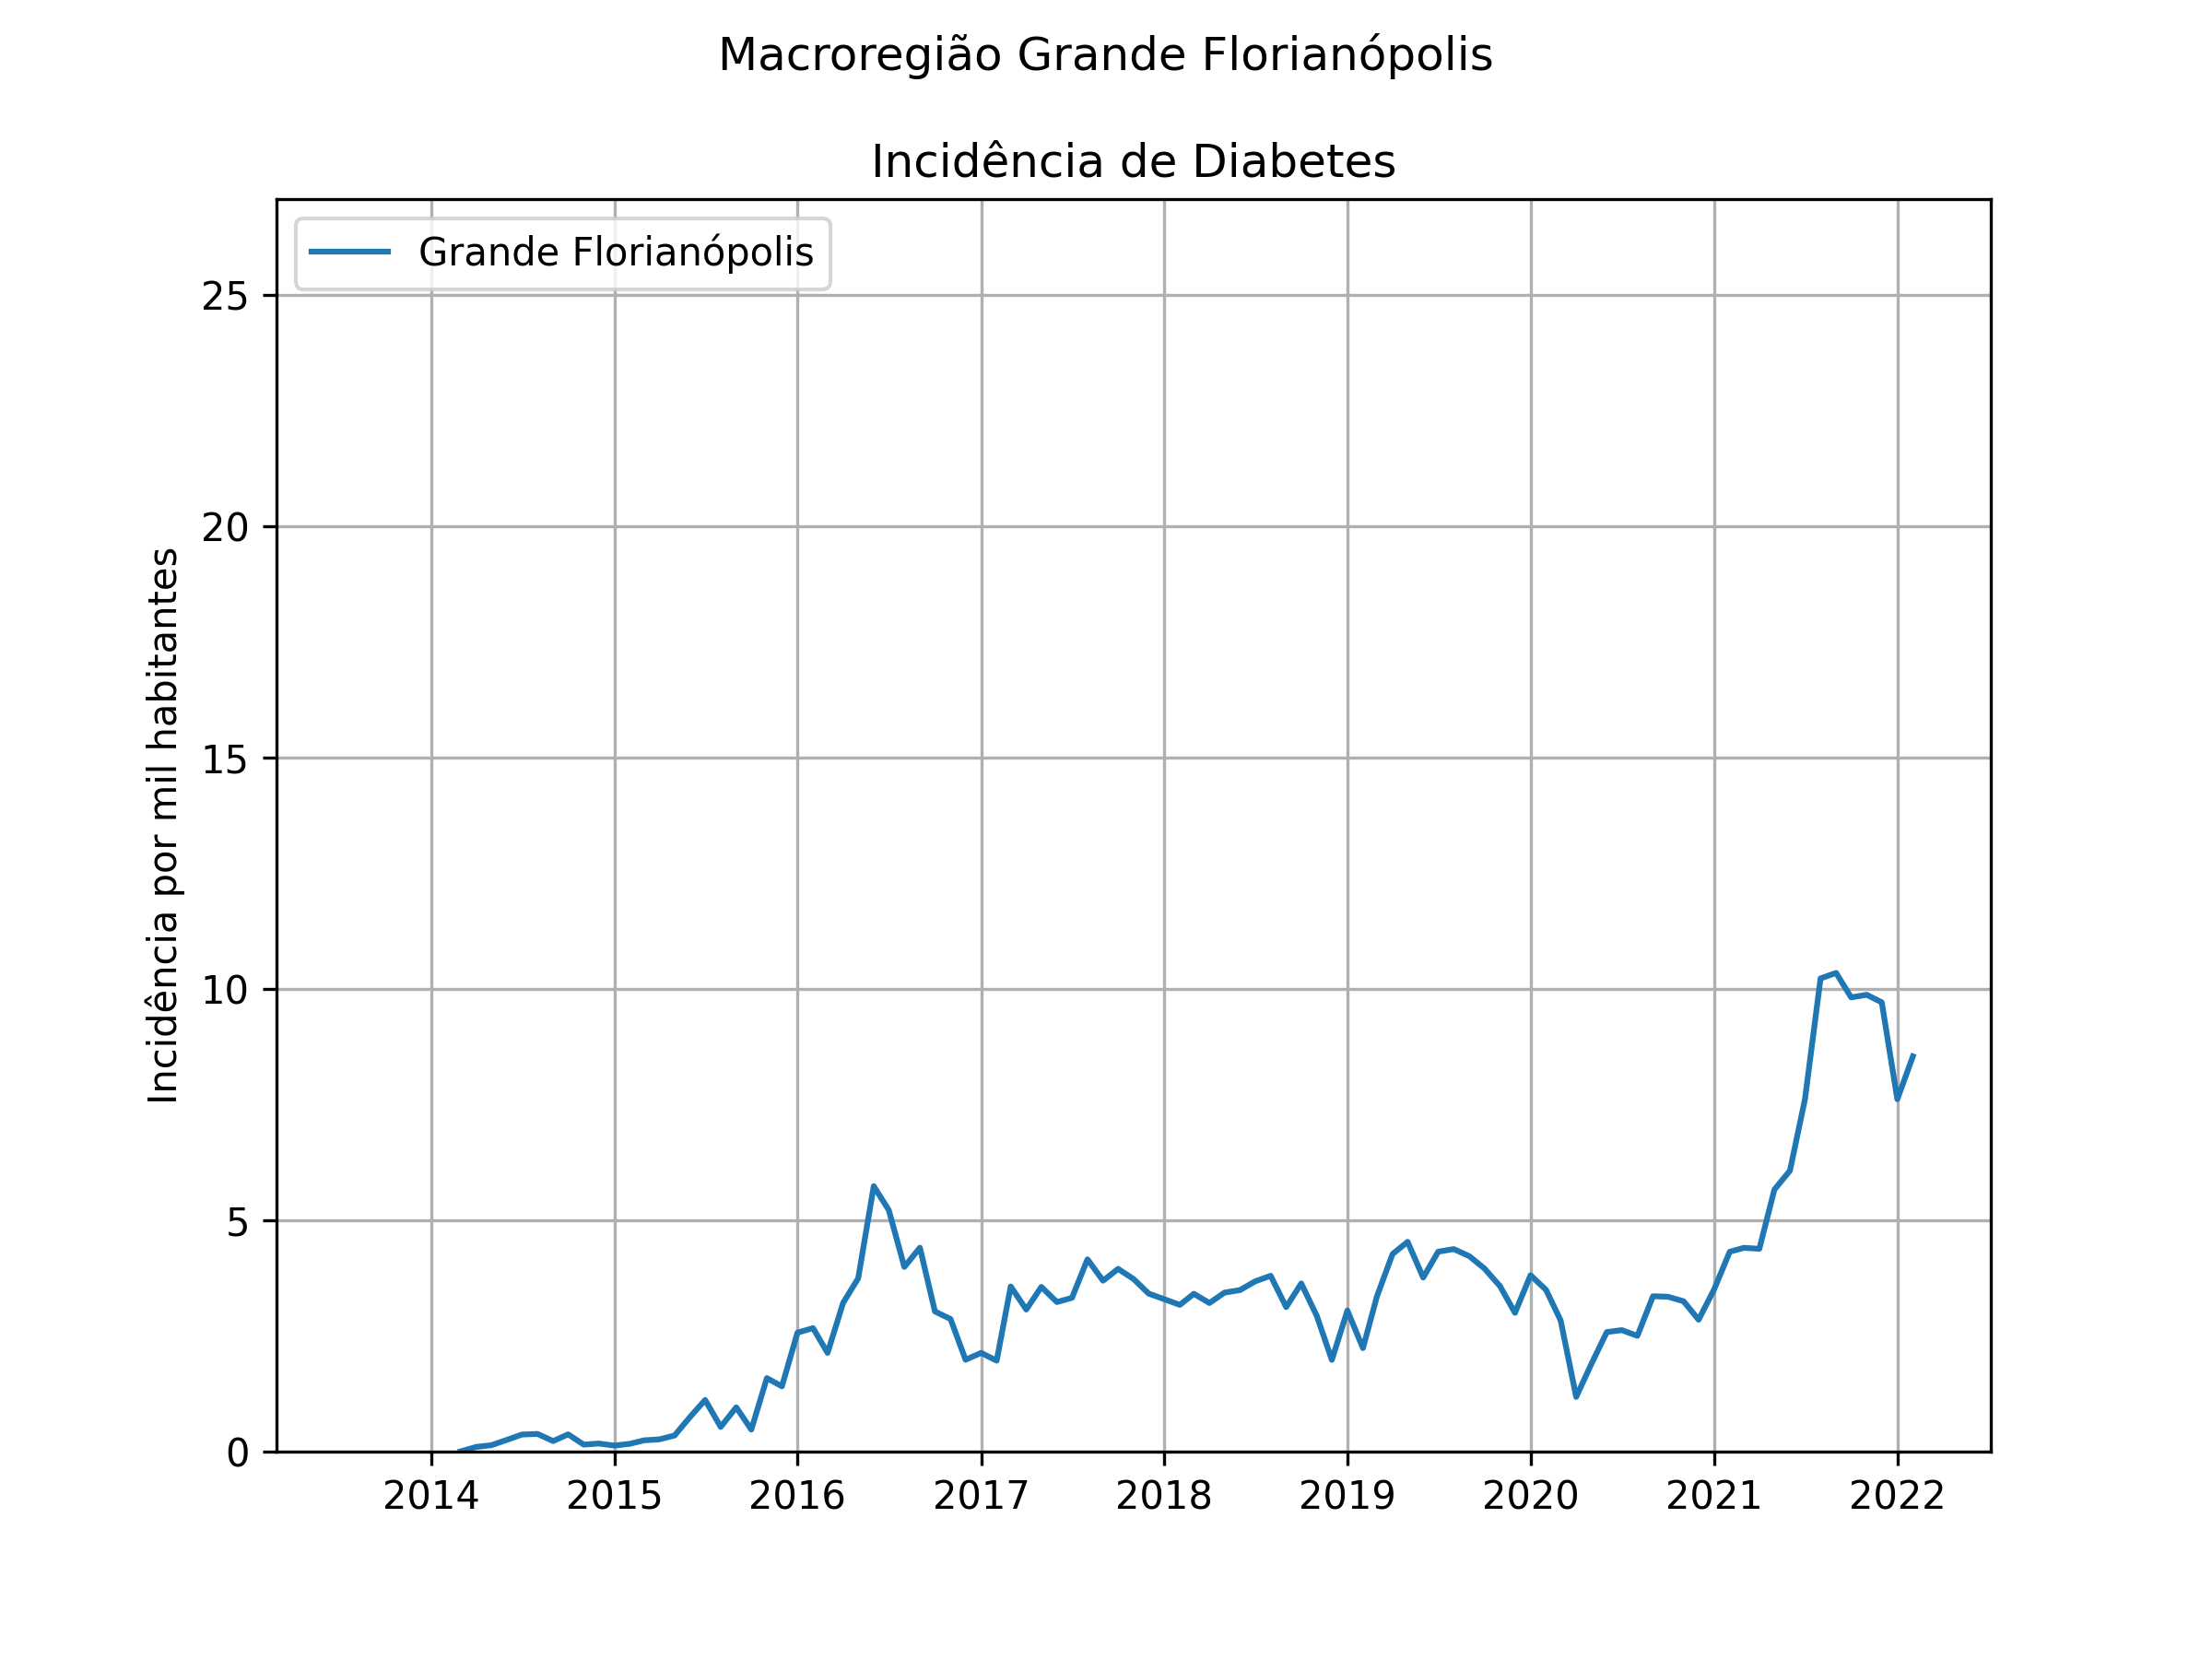 Macroregião Grande Florianópolis
Incidência de Diabetes
Grande Florianópolis
Incidência por mil habitantes
25
20
15
10
5
0
2014 2015 2016 2017 2018 2019 2020 2021 2022